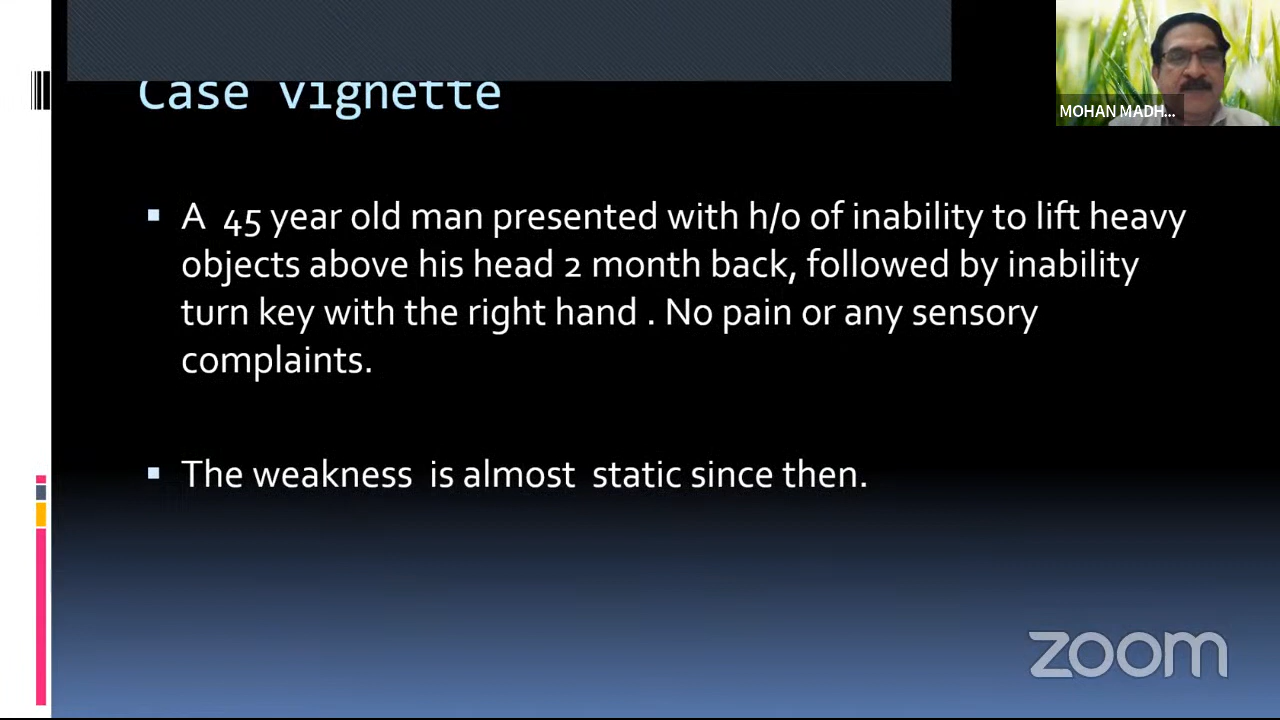 Case vignette
MOHAN MADH...
A 45 year old man presented with h/o of inability to lift heavy
objects above his head 2 month back, followed by inability
turn key with the right hand . No pain or any sensory
complaints.
The weakness is almost static since then.
zoom